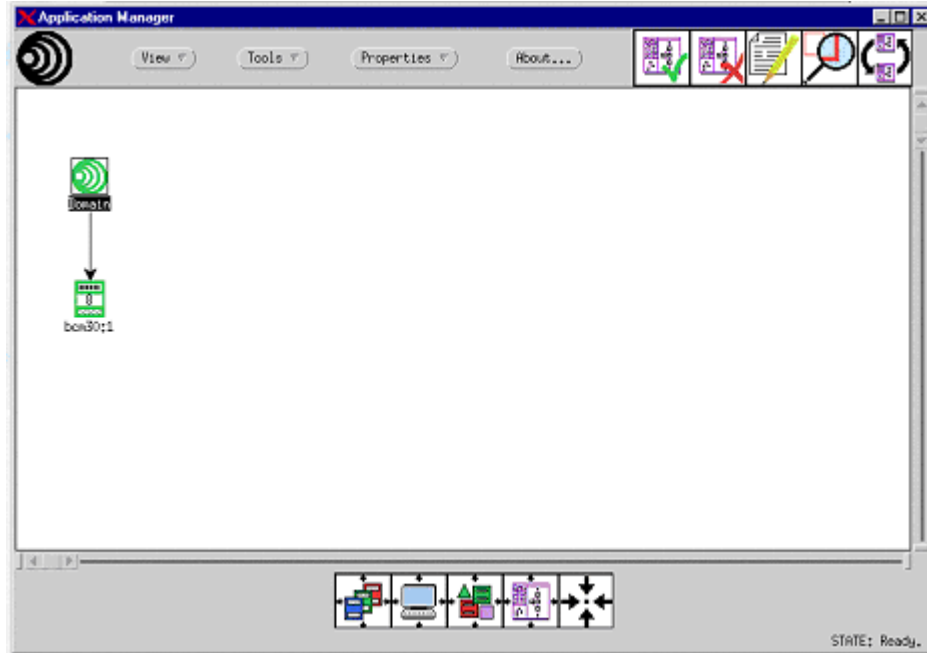 Application Manager
View Tools Properties About...
Domain
bcm30;1
STATE: Ready.